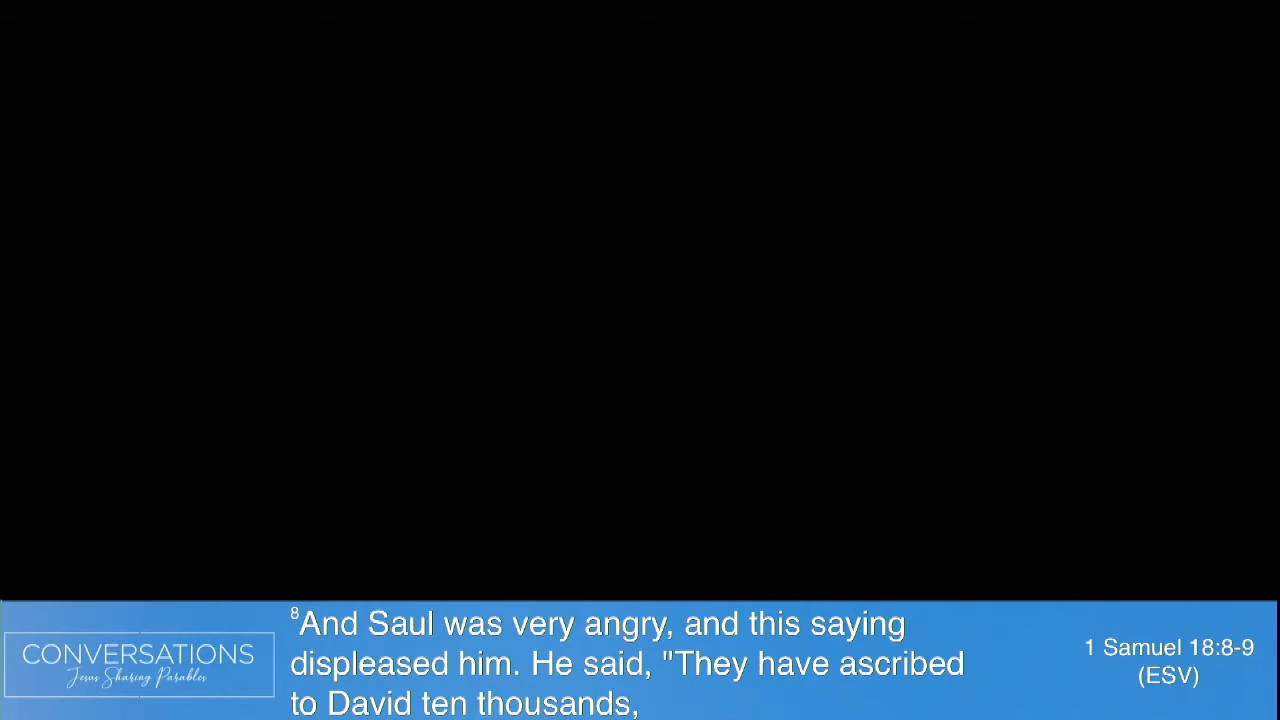 ⁸And Saul was very angry, and this saying
displeased him. He said, "They have ascribed
to David ten thousands,
CONVERSATIONS
Jesus Sharing Parables
1 Samuel 18:8-9
(ESV)